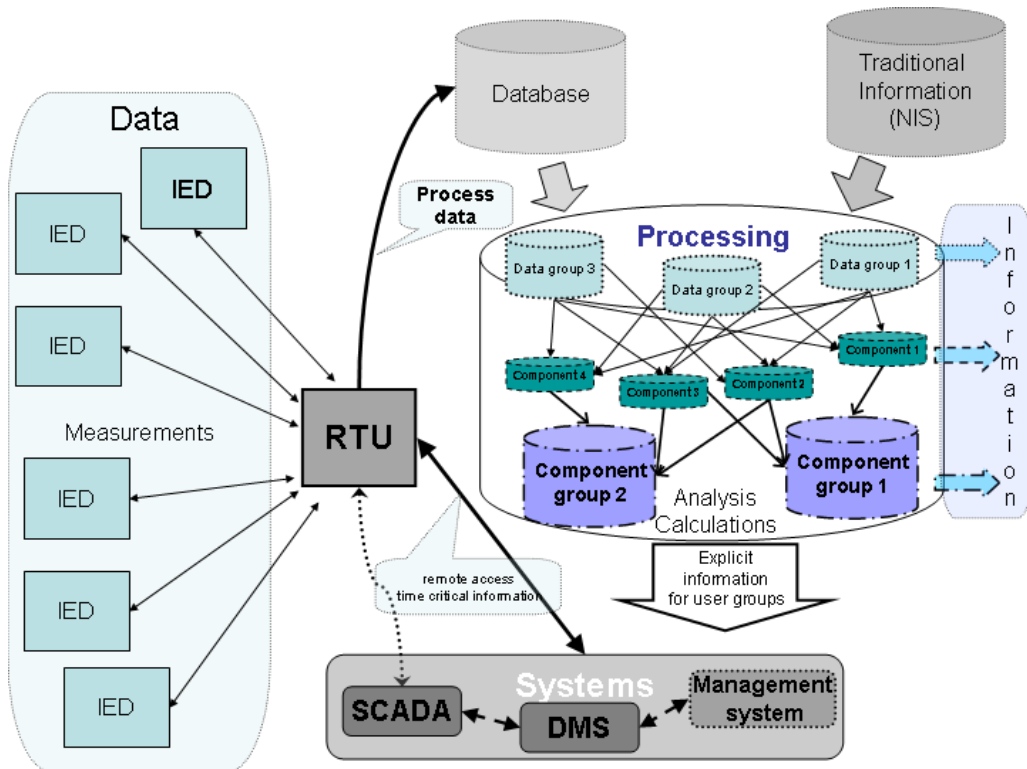 Data
IED
IED
IED
Measurements
IED
IED
IED
RTU
Process
data
Database
Traditional
Information
(NIS)
Processing
Data group 3
Data group 2
Data group 1
Component 1
Component 4
Component 3
Component 2
Component
group 2
Component
group 1
Analysis
Calculations
Information
Explicit
information
for user groups
remote access
time critical information
Systems
SCADA
DMS
Management
system